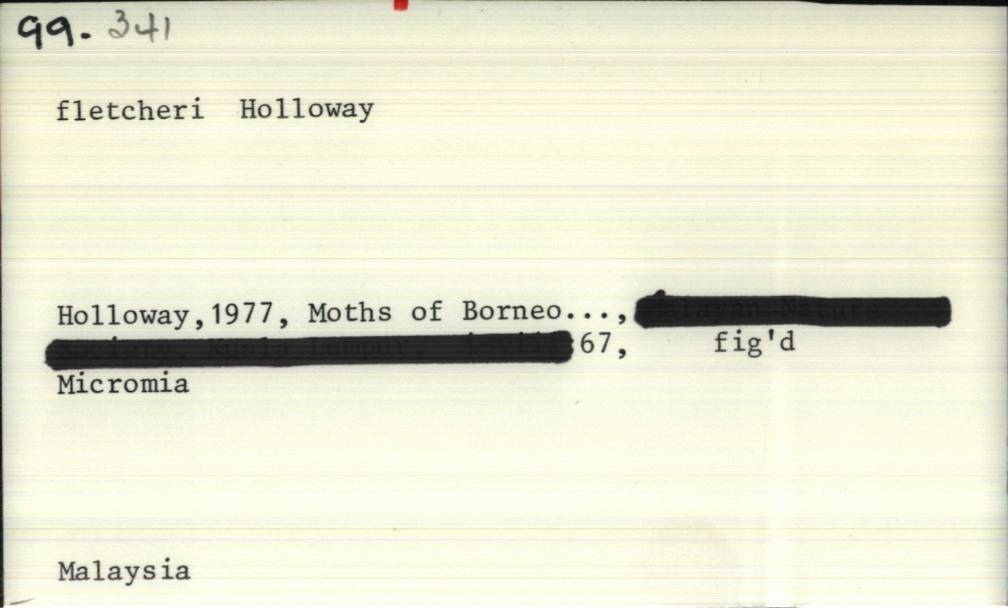 99. 341
fletcheri Holloway
Holloway,1977, Moths of Borneo...,
67, fig'd
Micromia
Malaysia